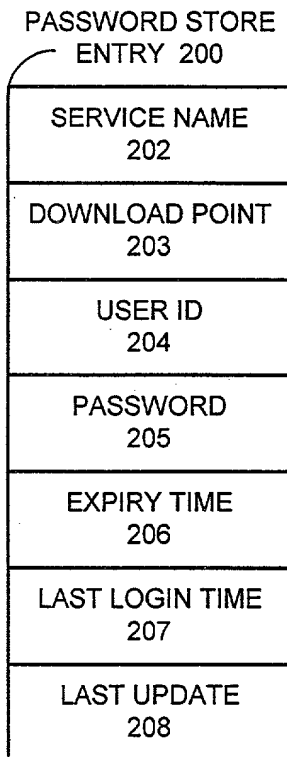 PASSWORD STORE
ENTRY 200
SERVICE NAME
202
DOWNLOAD POINT
203
USER ID
204
PASSWORD
205
EXPIRY TIME
206
LAST LOGIN TIME
207
LAST UPDATE
208